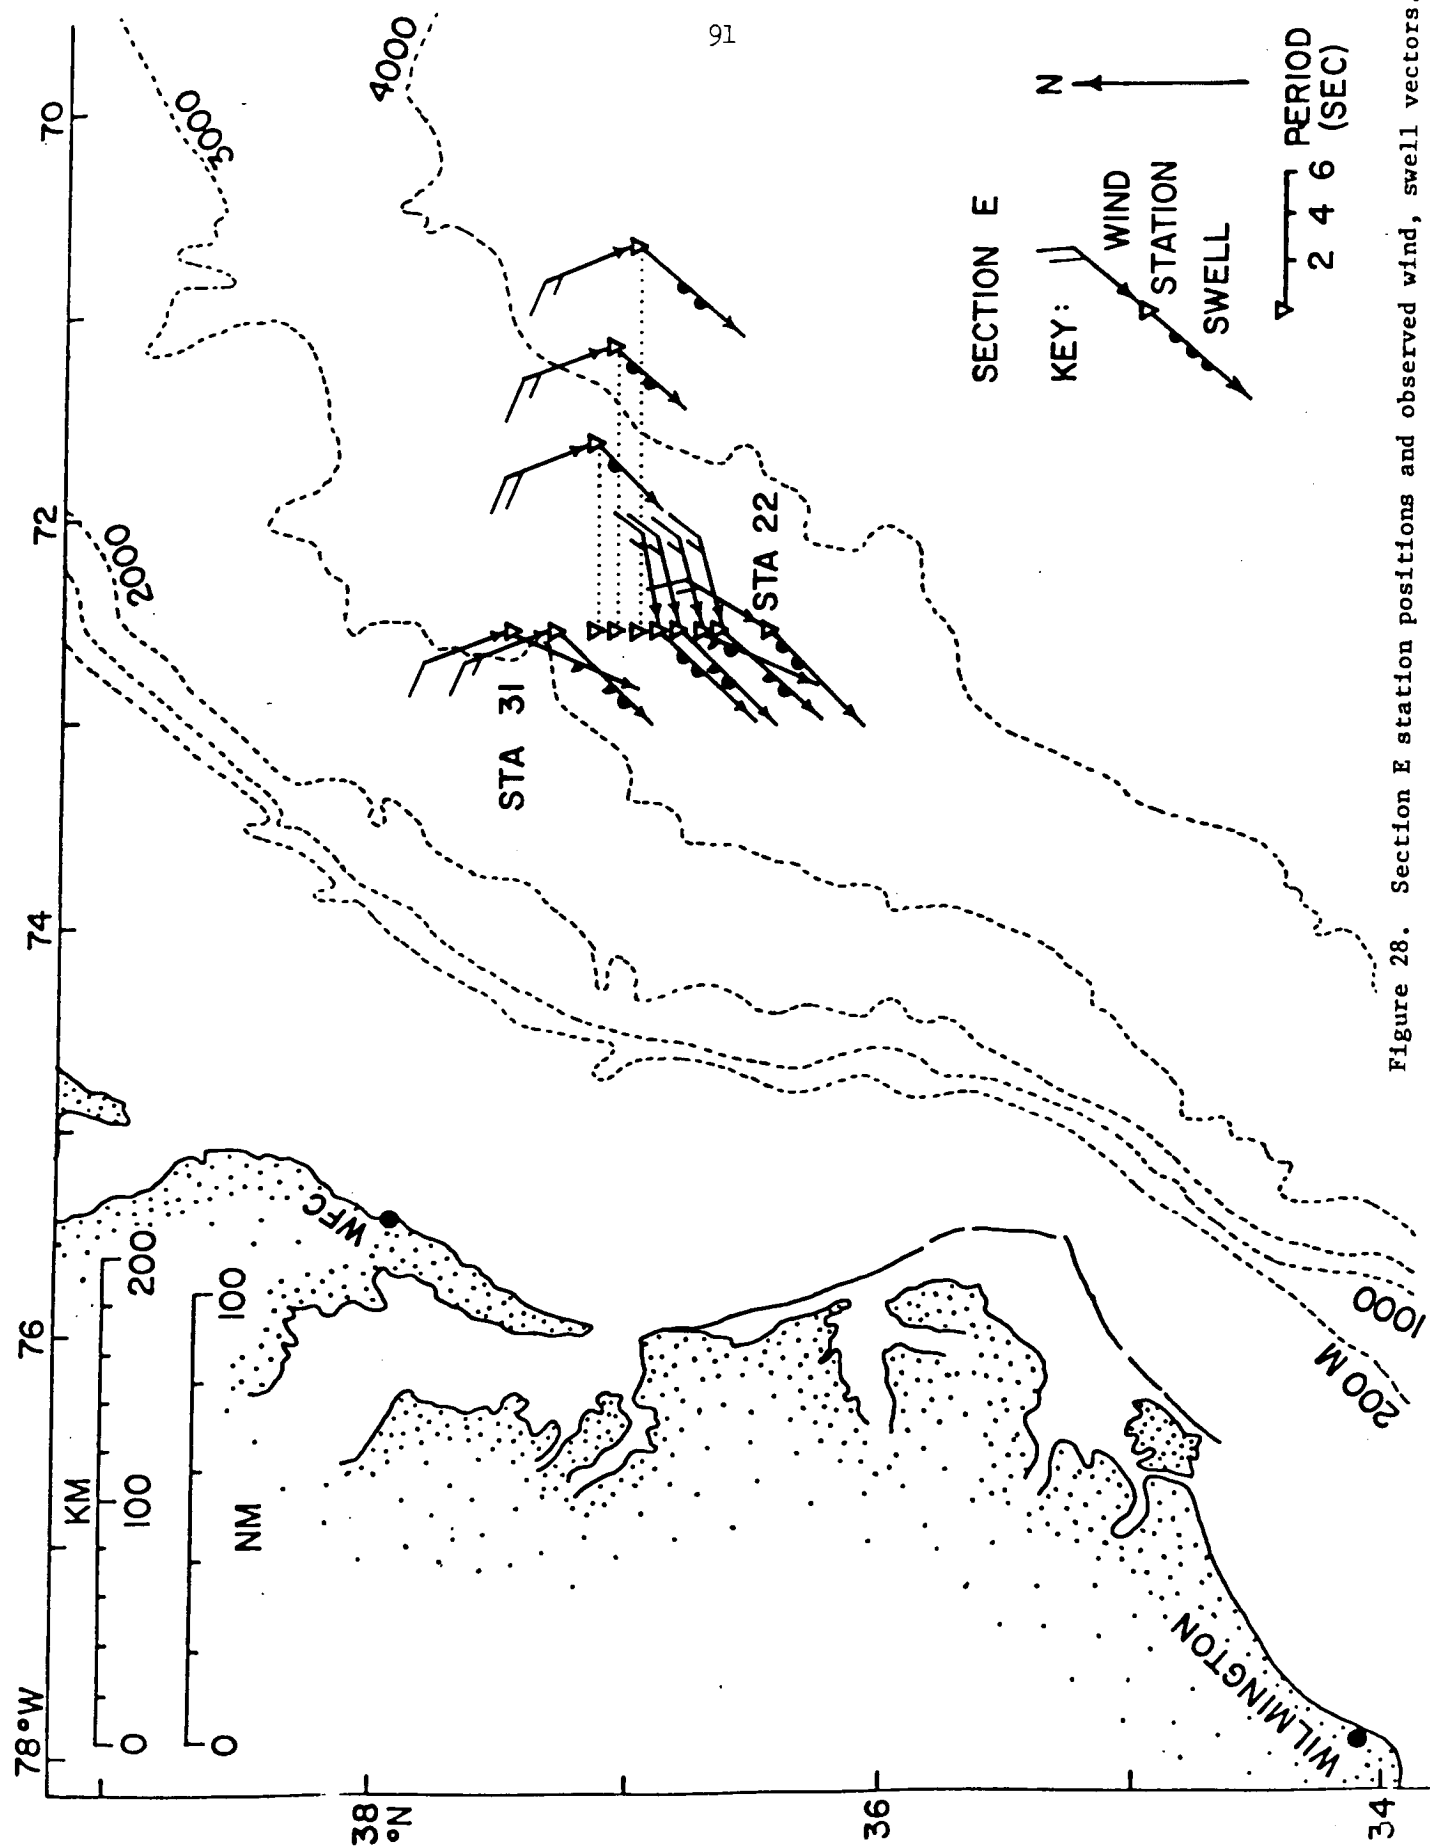 91
78°W
76
74
72
70
KM
0
100
200
NM
0
100
38
°N
36
34
WFC
WILMINGTON
200 M
1000
2000
3000
4000
STA 31
STA 22
SECTION E
KEY:
WIND
STATION
SWELL
N
2 4 6 PERIOD
(SEC)
Figure 28. Section E station positions and observed wind, swell vectors.